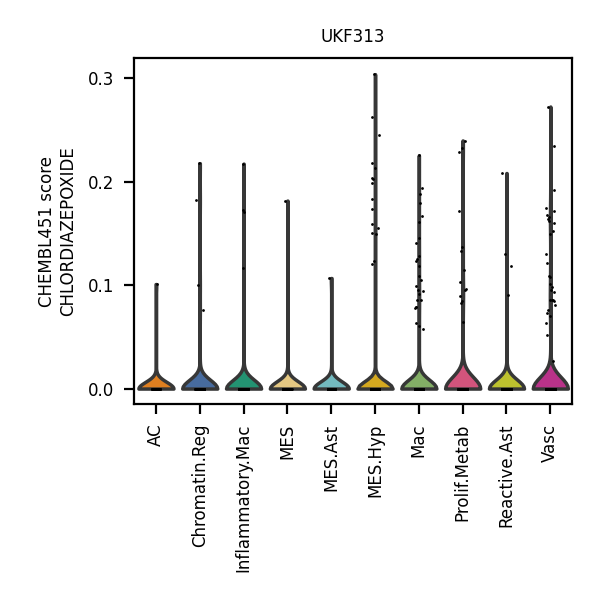 UKF313
CHEMBL451 score
CHLORDIAZEPOXIDE
0.3
0.2
0.1
0.0
AC
Chromatin.Reg
Inflammatory.Mac
MES
MES.Ast
MES.Hyp
Mac
Prolif.Metab
Reactive.Ast
Vasc